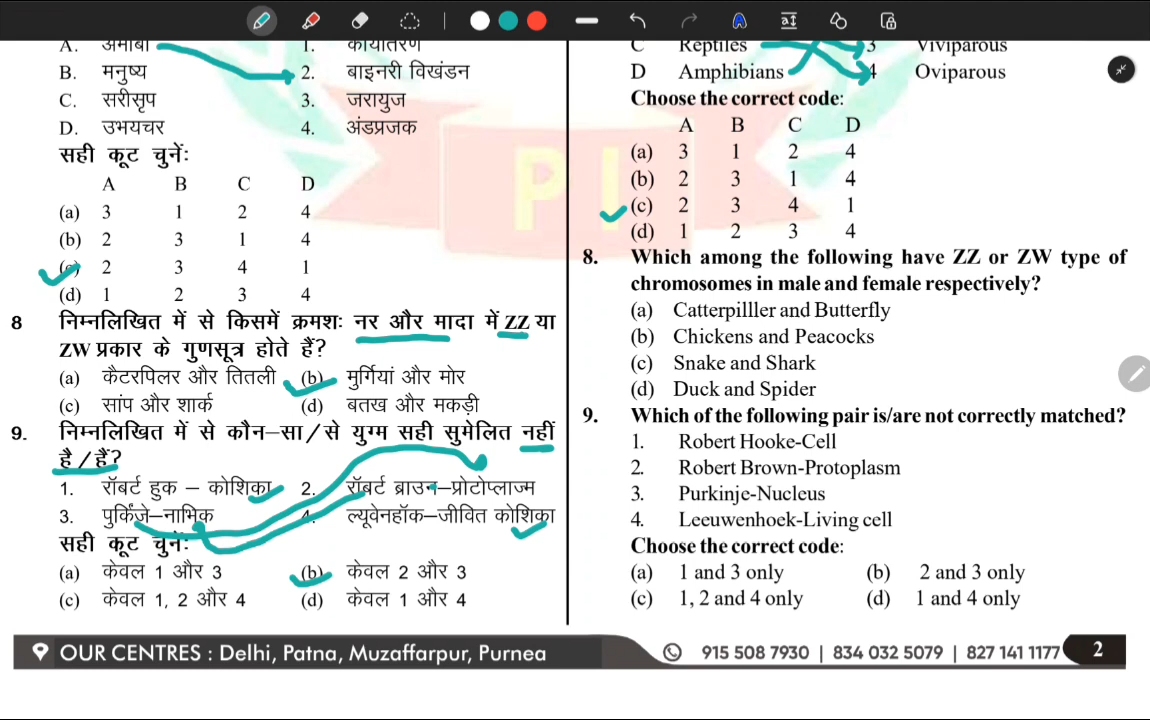 A. अमीबा 1. कायांतरण
B. मनुष्य 2. बाइनरी विखंडन
C. सरीसृप 3. जरायुज
D. उभयचर 4. अंडप्रजक
सही कूट चुनेंः
A B C D
(a) 3 1 2 4
(b) 2 3 1 4
(c) 2 3 4 1
(d) 1 2 3 4
8 निम्नलिखित में से किसमें क्रमशः नर और मादा में ZZ या
ZW प्रकार के गुणसूत्र होते हैं?
(a) कैटरपिलर और तितली (b) मुर्गियां और मोर
(c) सांप और शार्क (d) बतख और मकड़ी
9. निम्नलिखित में से कौन–सा/से युग्म सही सुमेलित नहीं
है/हैं?
1. रॉबर्ट हुक – कोशिका 2. रॉबर्ट ब्राउन–प्रोटोप्लाज्म
3. पुर्किंजे–नाभिक 4. ल्यूवेनहॉक–जीवित कोशिका
सही कूट चुनेंः
(a) केवल 1 और 3 (b) केवल 2 और 3
(c) केवल 1, 2 और 4 (d) केवल 1 और 4
C Reptiles 3 Viviparous
D Amphibians 4 Oviparous
Choose the correct code:
A B C D
(a) 3 1 2 4
(b) 2 3 1 4
(c) 2 3 4 1
(d) 1 2 3 4
8. Which among the following have ZZ or ZW type of
chromosomes in male and female respectively?
(a) Catterpilller and Butterfly
(b) Chickens and Peacocks
(c) Snake and Shark
(d) Duck and Spider
9. Which of the following pair is/are not correctly matched?
1. Robert Hooke-Cell
2. Robert Brown-Protoplasm
3. Purkinje-Nucleus
4. Leeuwenhoek-Living cell
Choose the correct code:
(a) 1 and 3 only (b) 2 and 3 only
(c) 1, 2 and 4 only (d) 1 and 4 only
PI
OUR CENTRES : Delhi, Patna, Muzaffarpur, Purnea 915 508 7930 | 834 032 5079 | 827 141 1177 2